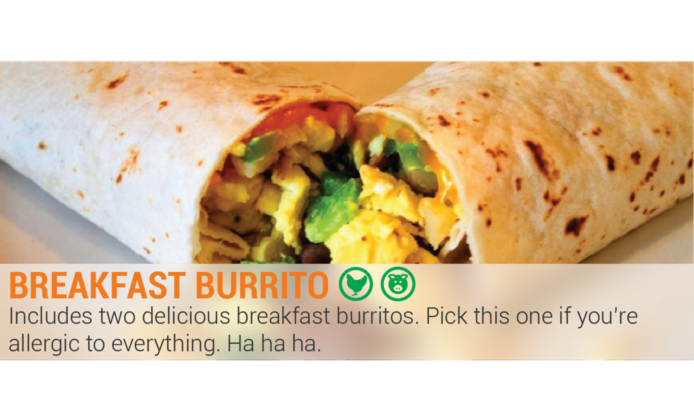 BREAKFAST BURRITO
Includes two delicious breakfast burritos. Pick this one if you're
allergic to everything. Ha ha ha.